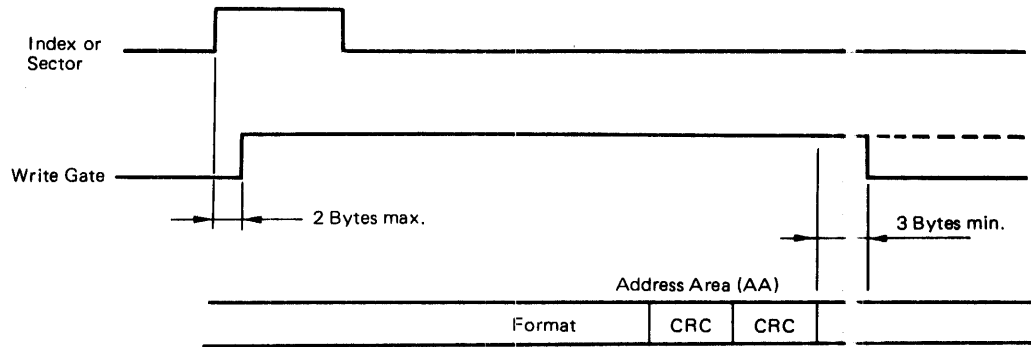 Index or
Sector
Write Gate
2 Bytes max.
3 Bytes min.
Address Area (AA)
Format CRC CRC